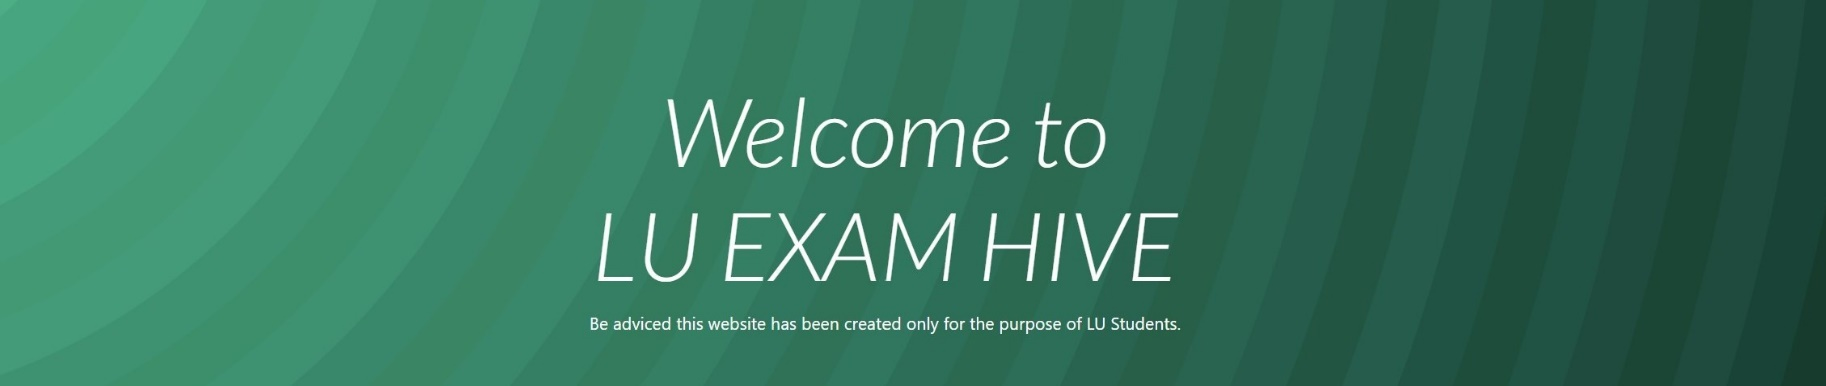 Welcome to
LU EXAM HIVE
Be adviced this website has been created only for the purpose of LU Students.